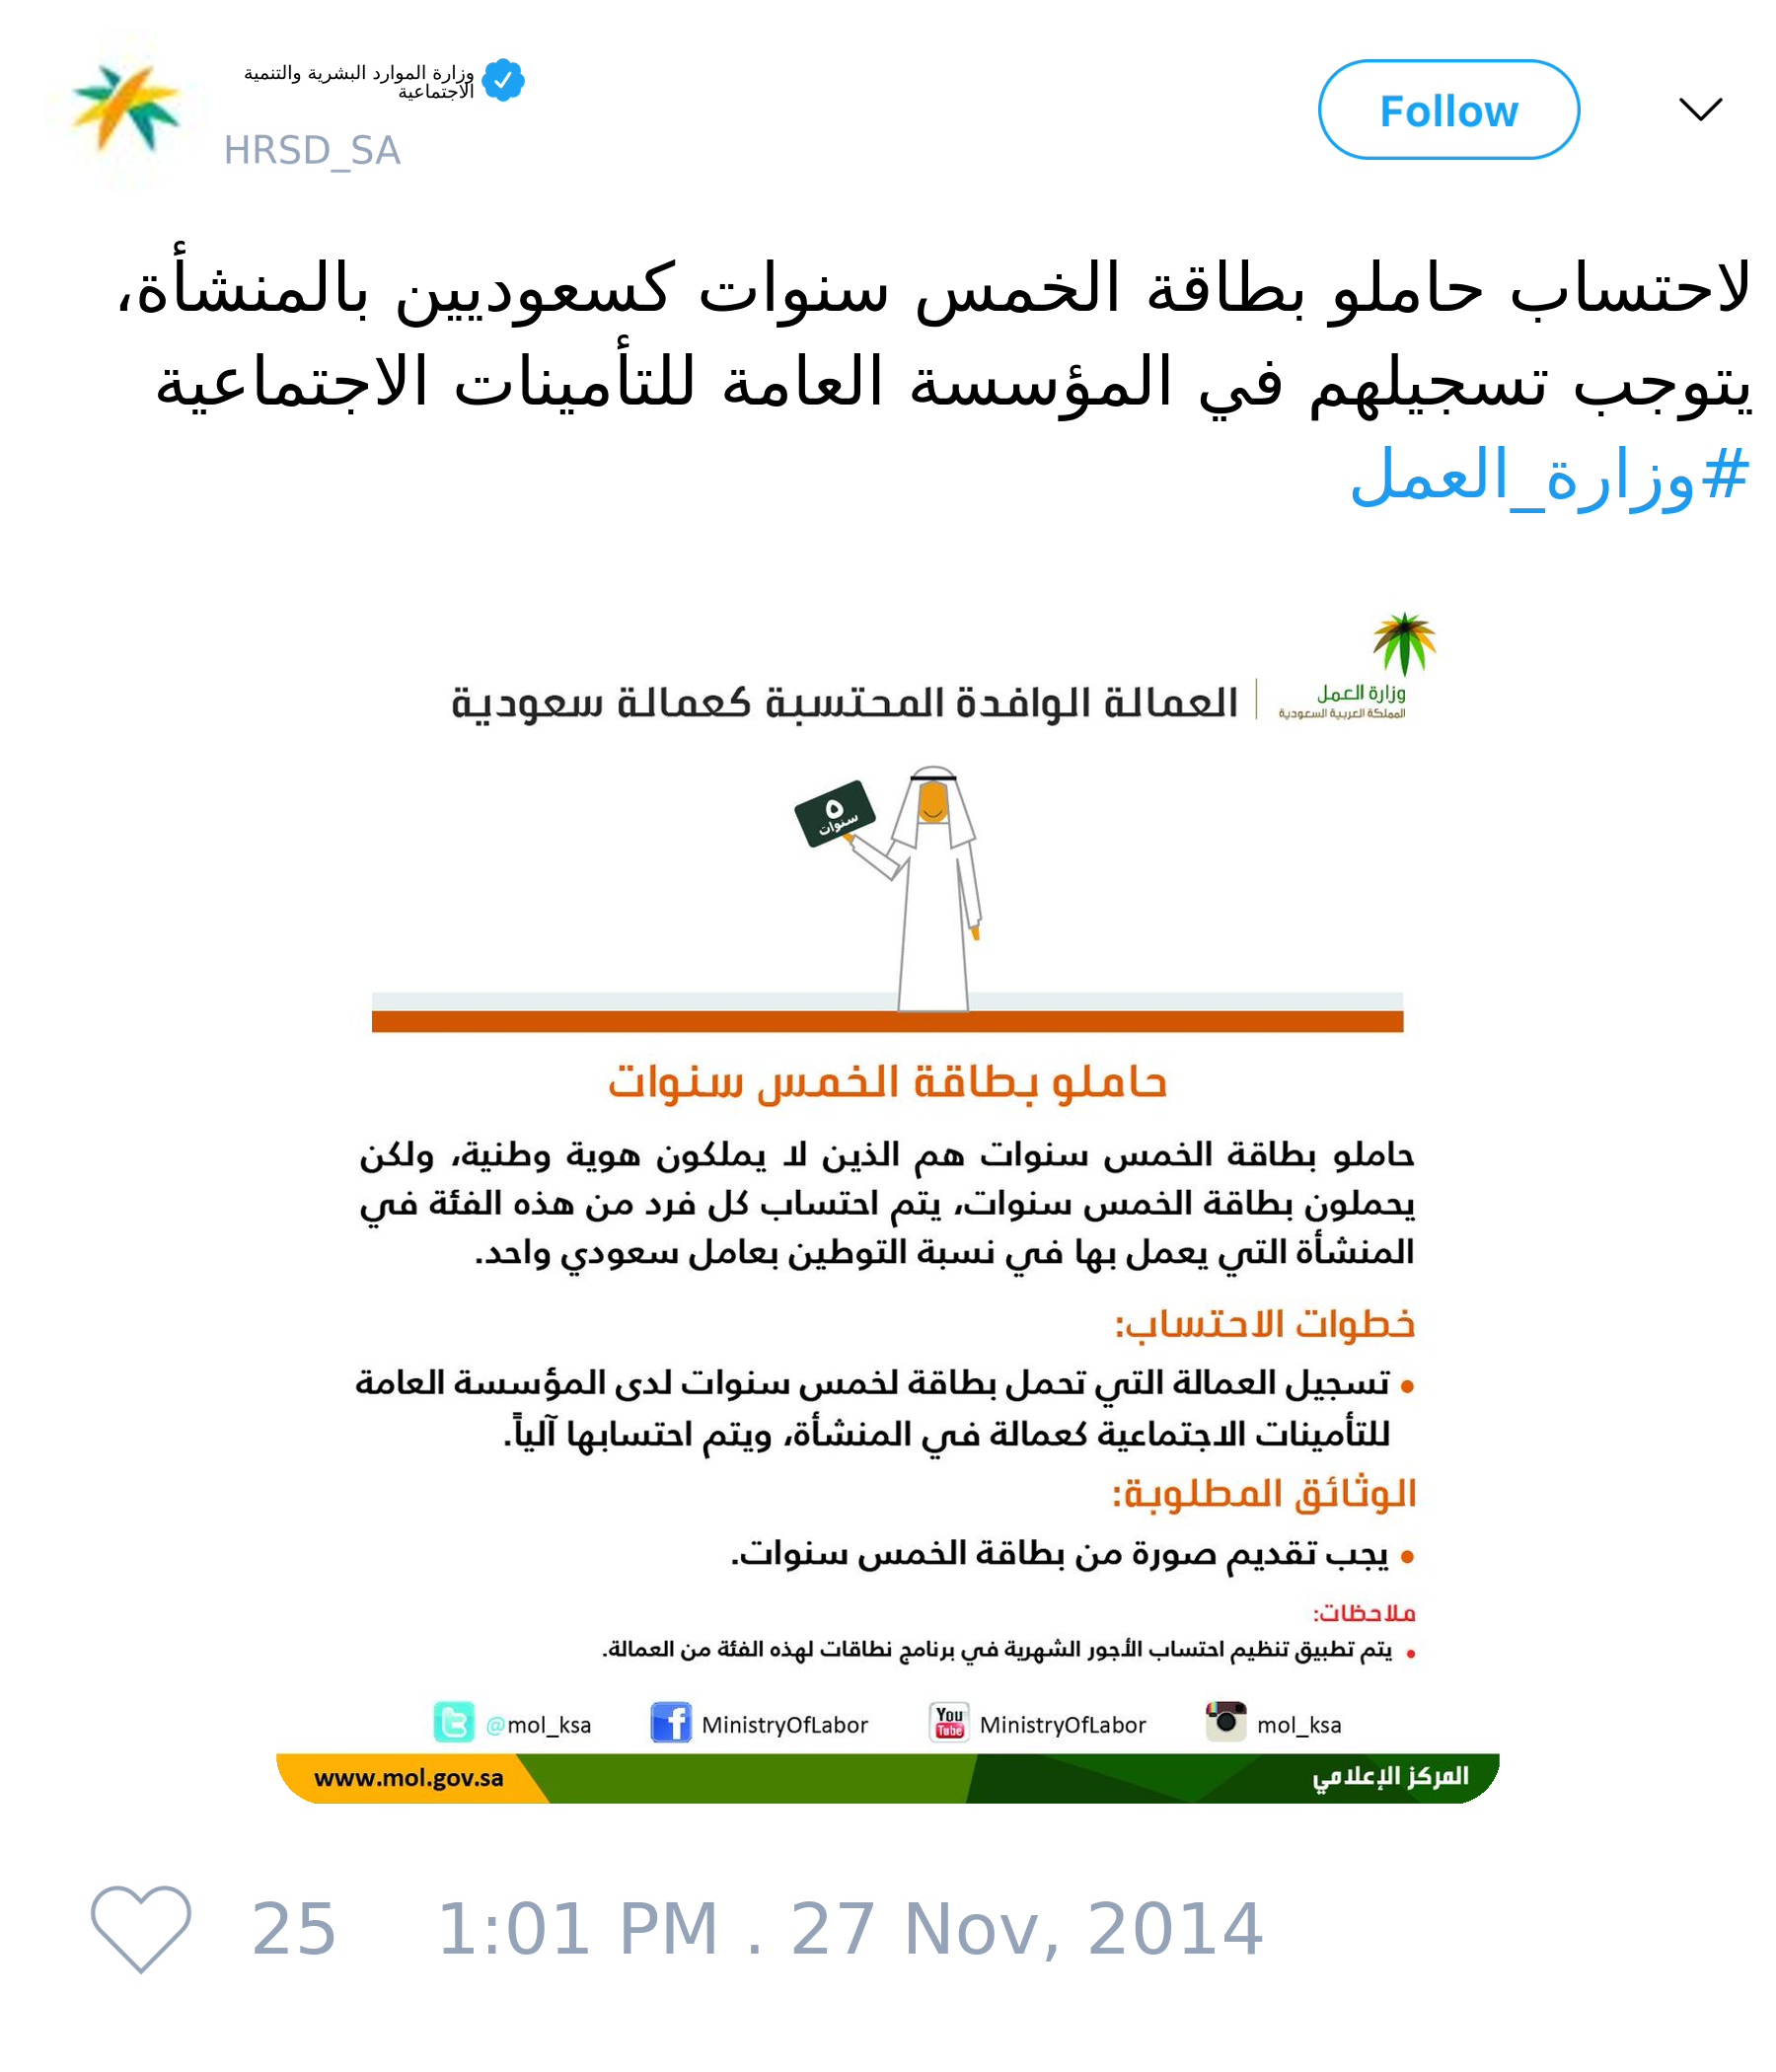 وزارة الموارد البشرية والتنمية
الاجتماعية
HRSD_SA
Follow
لاحتساب حاملو بطاقة الخمس سنوات كسعوديين بالمنشأة،
يتوجب تسجيلهم في المؤسسة العامة للتأمينات الاجتماعية
#وزارة_العمل
وزارة العمل
المملكة العربية السعودية
العمالة الوافدة المحتسبة كعمالة سعودية
٥
سنوات
حاملو بطاقة الخمس سنوات
حاملو بطاقة الخمس سنوات هم الذين لا يملكون هوية وطنية، ولكن
يحملون بطاقة الخمس سنوات، يتم احتساب كل فرد من هذه الفئة في
المنشأة التي يعمل بها في نسبة التوطين بعامل سعودي واحد.
خطوات الاحتساب:
• تسجيل العمالة التي تحمل بطاقة لخمس سنوات لدى المؤسسة العامة
للتأمينات الاجتماعية كعمالة في المنشأة، ويتم احتسابها آلياً.
الوثائق المطلوبة:
• يجب تقديم صورة من بطاقة الخمس سنوات.
ملاحظات:
• يتم تطبيق تنظيم احتساب الأجور الشهرية في برنامج نطاقات لهذه الفئة من العمالة.
@mol_ksa MinistryOfLabor You Tube MinistryOfLabor mol_ksa
www.mol.gov.sa المركز الإعلامي
25 1:01 PM . 27 Nov, 2014